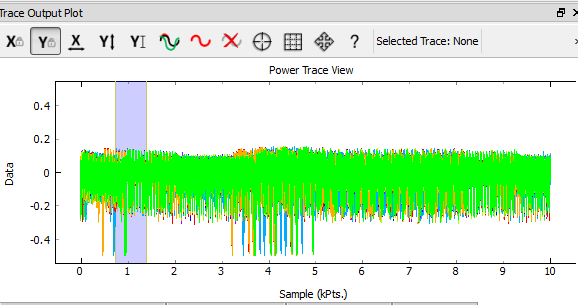 Trace Output Plot
X Y X Y Y ? Selected Trace: None »
Power Trace View
0.4
0.2
0
-0.2
-0.4
Data
0 1 2 3 4 5 6 7 8 9 10
Sample (kPts.)